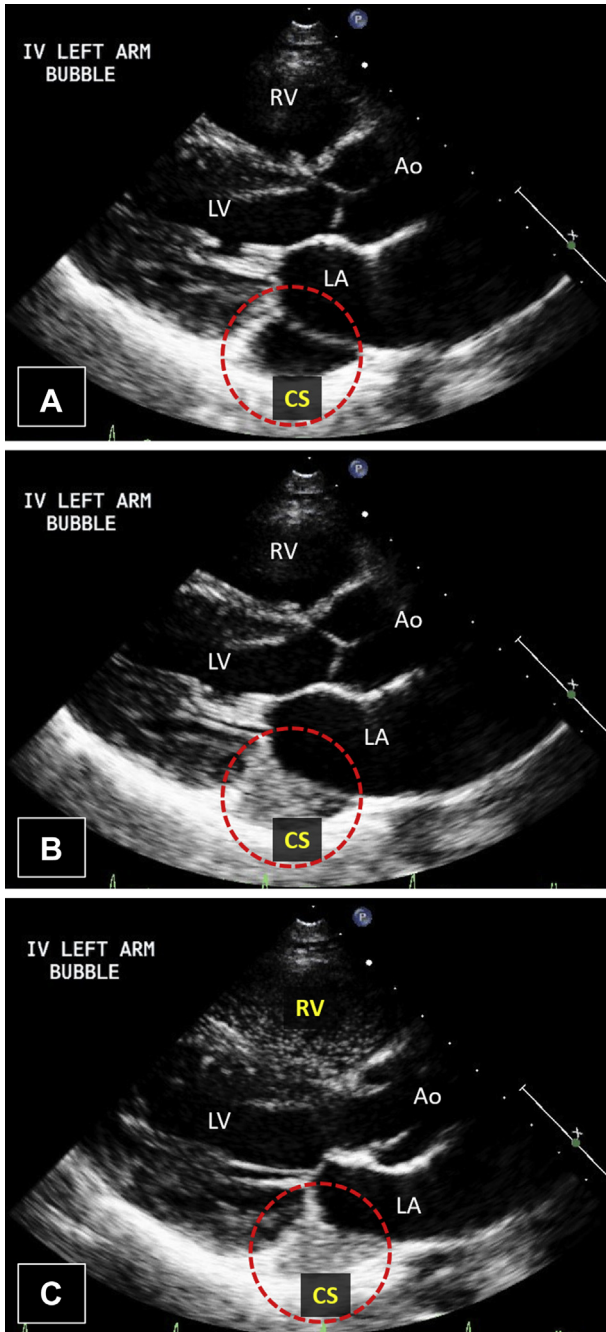 IV LEFT ARM
BUBBLE
P
RV
Ao
LV
LA
X
CS
A
IV LEFT ARM
BUBBLE
P
RV
Ao
LV
LA
X
CS
B
IV LEFT ARM
BUBBLE
P
RV
Ao
LV
LA
X
CS
C